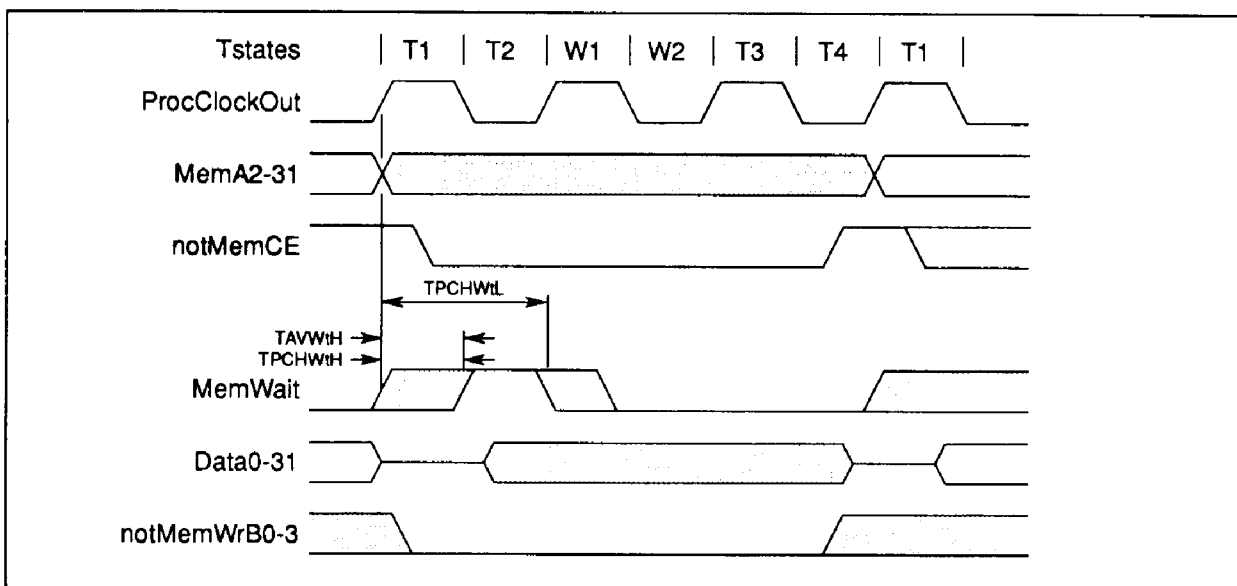 Tstates | T1 | T2 | W1 | W2 | T3 | T4 | T1 |
ProcClockOut
MemA2-31
notMemCE
TPCHWtL
TAVWtH
TPCHWtH
MemWait
Data0-31
notMemWrB0-3